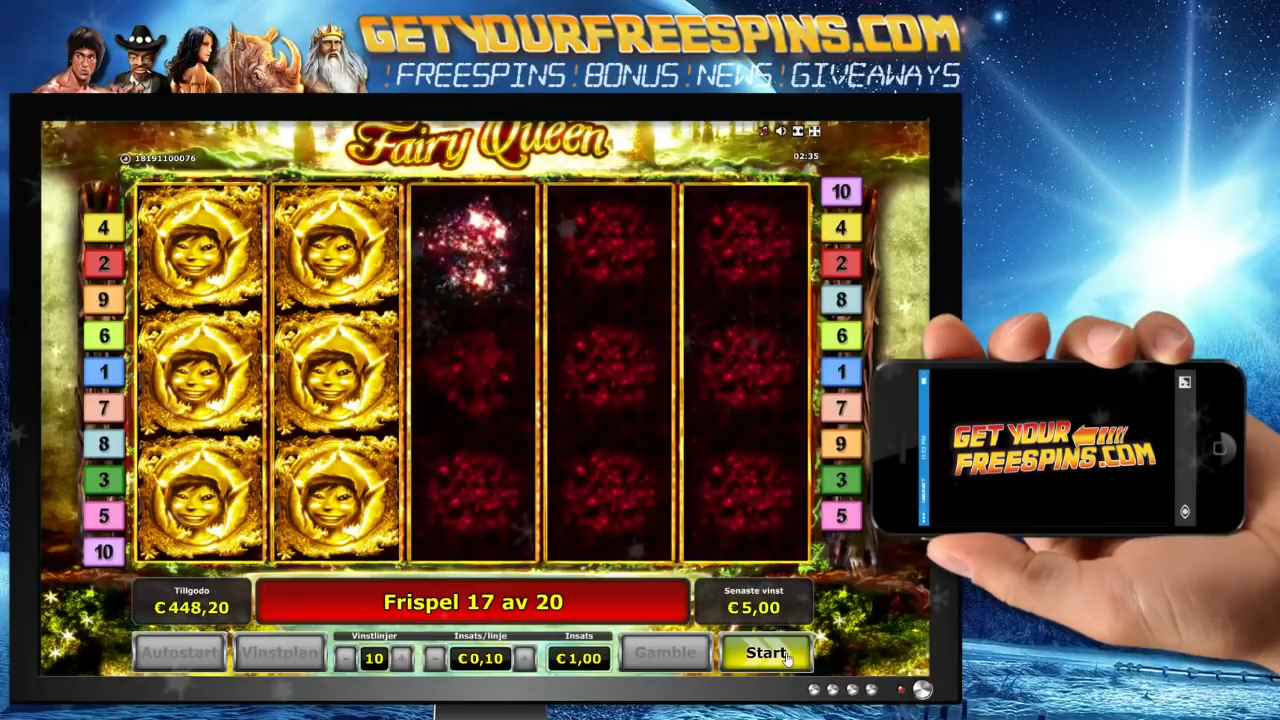 GETYOURFREESPINS.COM
!FREESPINS!BONUS!NEWS!GIVEAWAYS
Fairy Queen
18191100076
02:35
10
4
4
2
2
9
8
6
6
1
1
7
7
8
9
3
3
5
5
10
GET YOUR
FREESPINS.COM
Tillgodo
€448,20
Frispel 17 av 20
Senaste vinst
€5,00
Autostart
Vinstplan
Vinstlinjer
- 10 +
Insats/linje
- €0,10 +
Insats
€1,00
Gamble
Start